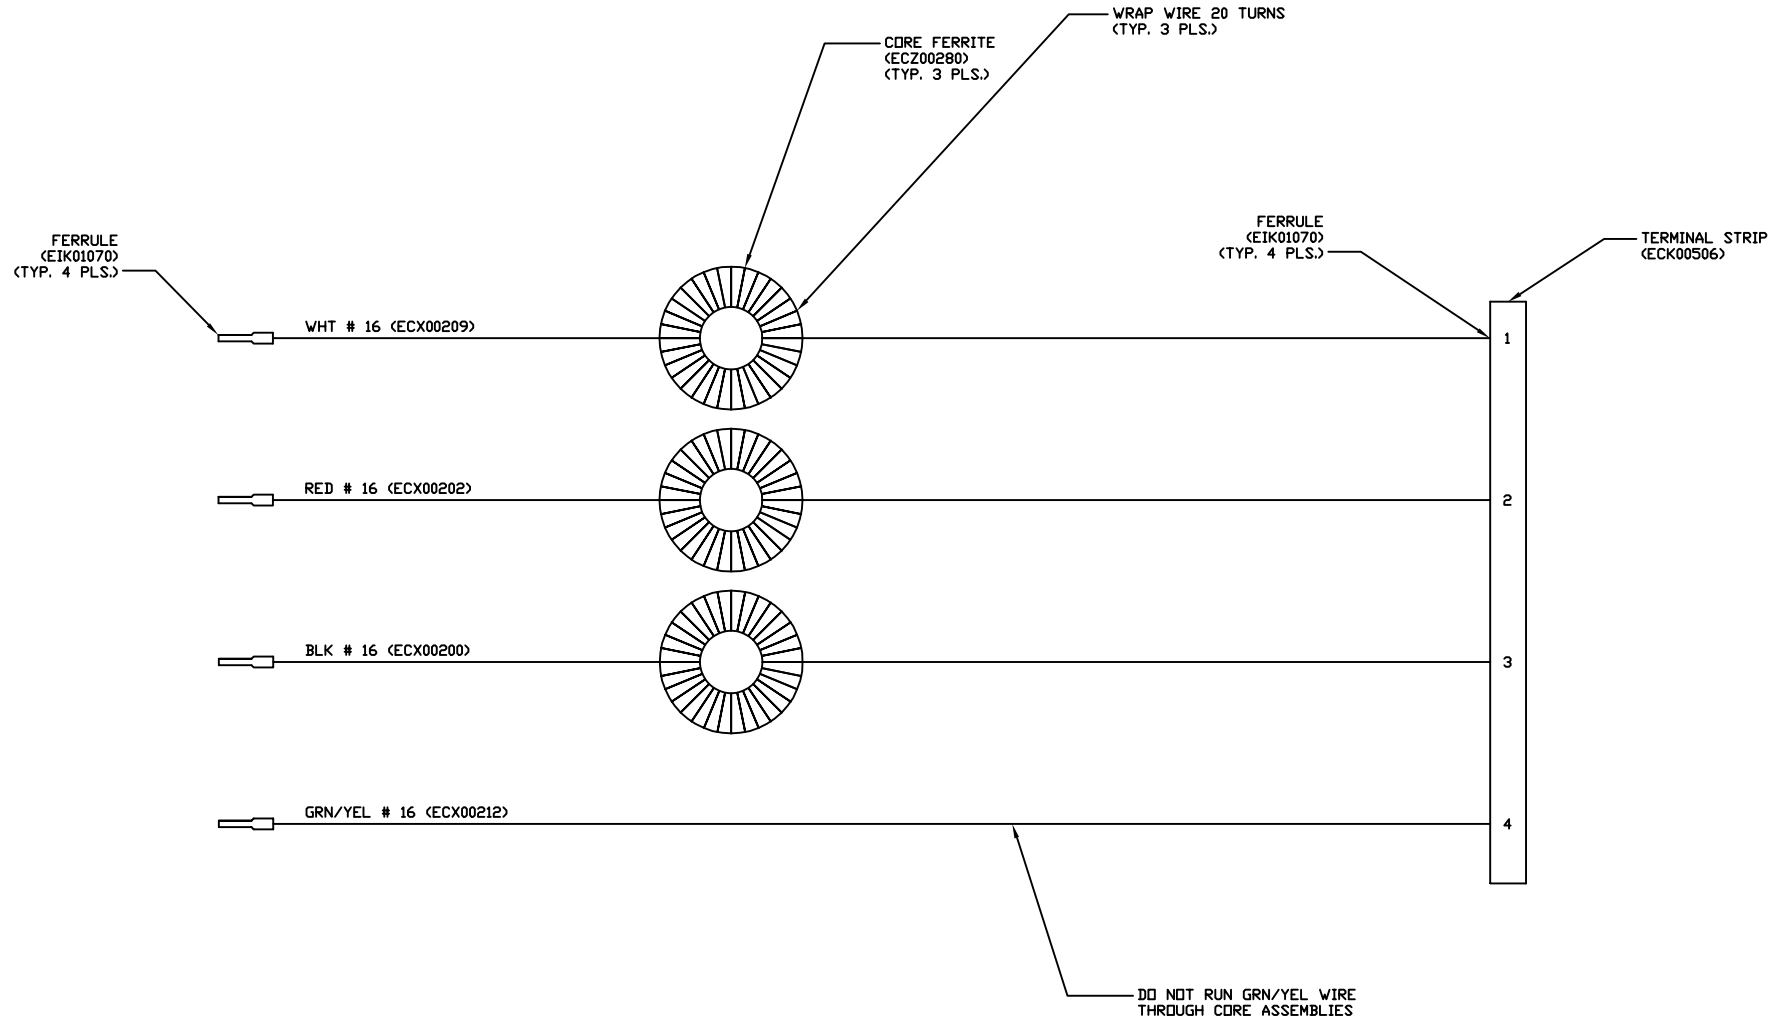 WRAP WIRE 20 TURNS
(TYP. 3 PLS.)
CORE FERRITE
(ECZ00280)
(TYP. 3 PLS.)
FERRULE
(EIK01070)
(TYP. 4 PLS.)
FERRULE
(EIK01070)
(TYP. 4 PLS.)
TERMINAL STRIP
(ECK00506)
WHT # 16 (ECX00209)
1
RED # 16 (ECX00202)
2
BLK # 16 (ECX00200)
3
GRN/YEL # 16 (ECX00212)
4
DO NOT RUN GRN/YEL WIRE
THROUGH CORE ASSEMBLIES